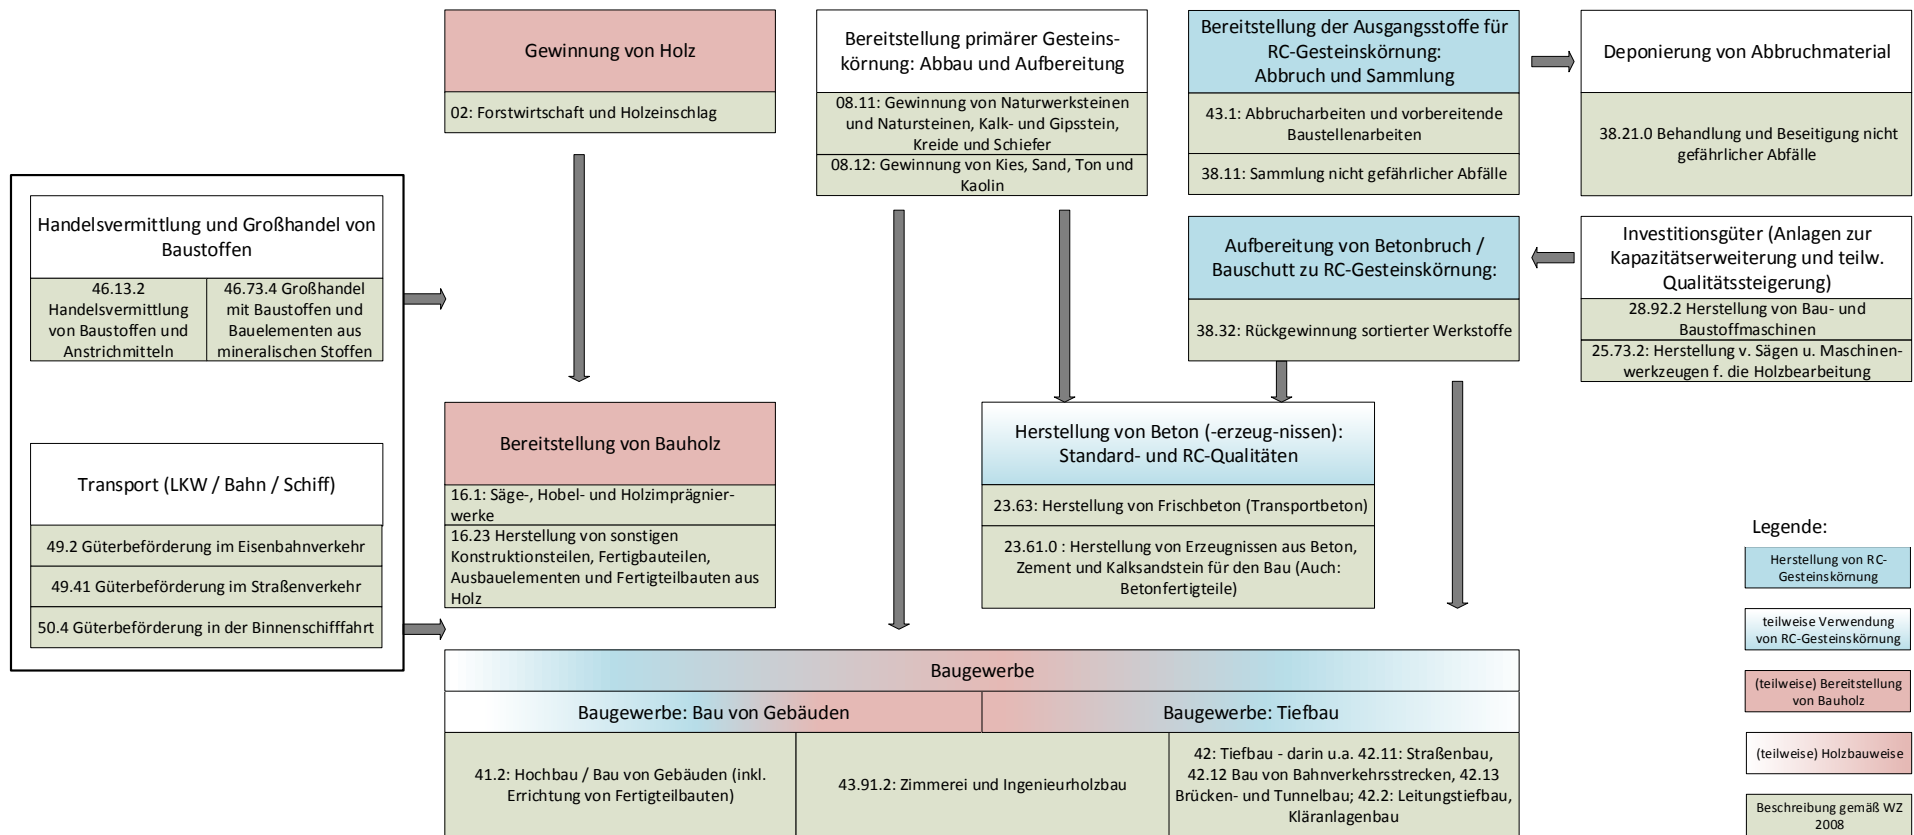 Gewinnung von Holz
02: Forstwirtschaft und Holzeinschlag
Bereitstellung primärer Gesteins-
körnung: Abbau und Aufbereitung
08.11: Gewinnung von Naturwerksteinen
und Natursteinen, Kalk- und Gipsstein,
Kreide und Schiefer
08.12: Gewinnung von Kies, Sand, Ton und
Kaolin
Bereitstellung der Ausgangsstoffe für
RC-Gesteinskörnung:
Abbruch und Sammlung
43.1: Abbrucharbeiten und vorbereitende
Baustellenarbeiten
38.11: Sammlung nicht gefährlicher Abfälle
Deponierung von Abbruchmaterial
38.21.0 Behandlung und Beseitigung nicht
gefährlicher Abfälle
Handelsvermittlung und Großhandel von
Baustoffen
46.13.2
Handelsvermittlung
von Baustoffen und
Anstrichmitteln
46.73.4 Großhandel
mit Baustoffen und
Bauelementen aus
mineralischen Stoffen
Aufbereitung von Betonbruch /
Bauschutt zu RC-Gesteinskörnung:
38.32: Rückgewinnung sortierter Werkstoffe
Investitionsgüter (Anlagen zur
Kapazitätserweiterung und teilw.
Qualitätssteigerung)
28.92.2 Herstellung von Bau- und
Baustoffmaschinen
25.73.2: Herstellung v. Sägen u. Maschinen-
werkzeugen f. die Holzbearbeitung
Transport (LKW / Bahn / Schiff)
49.2 Güterbeförderung im Eisenbahnverkehr
49.41 Güterbeförderung im Straßenverkehr
50.4 Güterbeförderung in der Binnenschifffahrt
Bereitstellung von Bauholz
16.1: Säge-, Hobel- und Holzimprägnier-
werke
16.23 Herstellung von sonstigen
Konstruktionsteilen, Fertigbauteilen,
Ausbauelementen und Fertigteilbauten aus
Holz
Herstellung von Beton (-erzeug-nissen):
Standard- und RC-Qualitäten
23.63: Herstellung von Frischbeton (Transportbeton)
23.61.0 : Herstellung von Erzeugnissen aus Beton,
Zement und Kalksandstein für den Bau (Auch:
Betonfertigteile)
Baugewerbe
Baugewerbe: Bau von Gebäuden
Baugewerbe: Tiefbau
41.2: Hochbau / Bau von Gebäuden (inkl.
Errichtung von Fertigteilbauten)
43.91.2: Zimmerei und Ingenieurholzbau
42: Tiefbau - darin u.a. 42.11: Straßenbau,
42.12 Bau von Bahnverkehrsstrecken, 42.13
Brücken- und Tunnelbau; 42.2: Leitungstiefbau,
Kläranlagenbau
Legende:
Herstellung von RC-
Gesteinskörnung
teilweise Verwendung
von RC-Gesteinskörnung
(teilweise) Bereitstellung
von Bauholz
(teilweise) Holzbauweise
Beschreibung gemäß WZ
2008